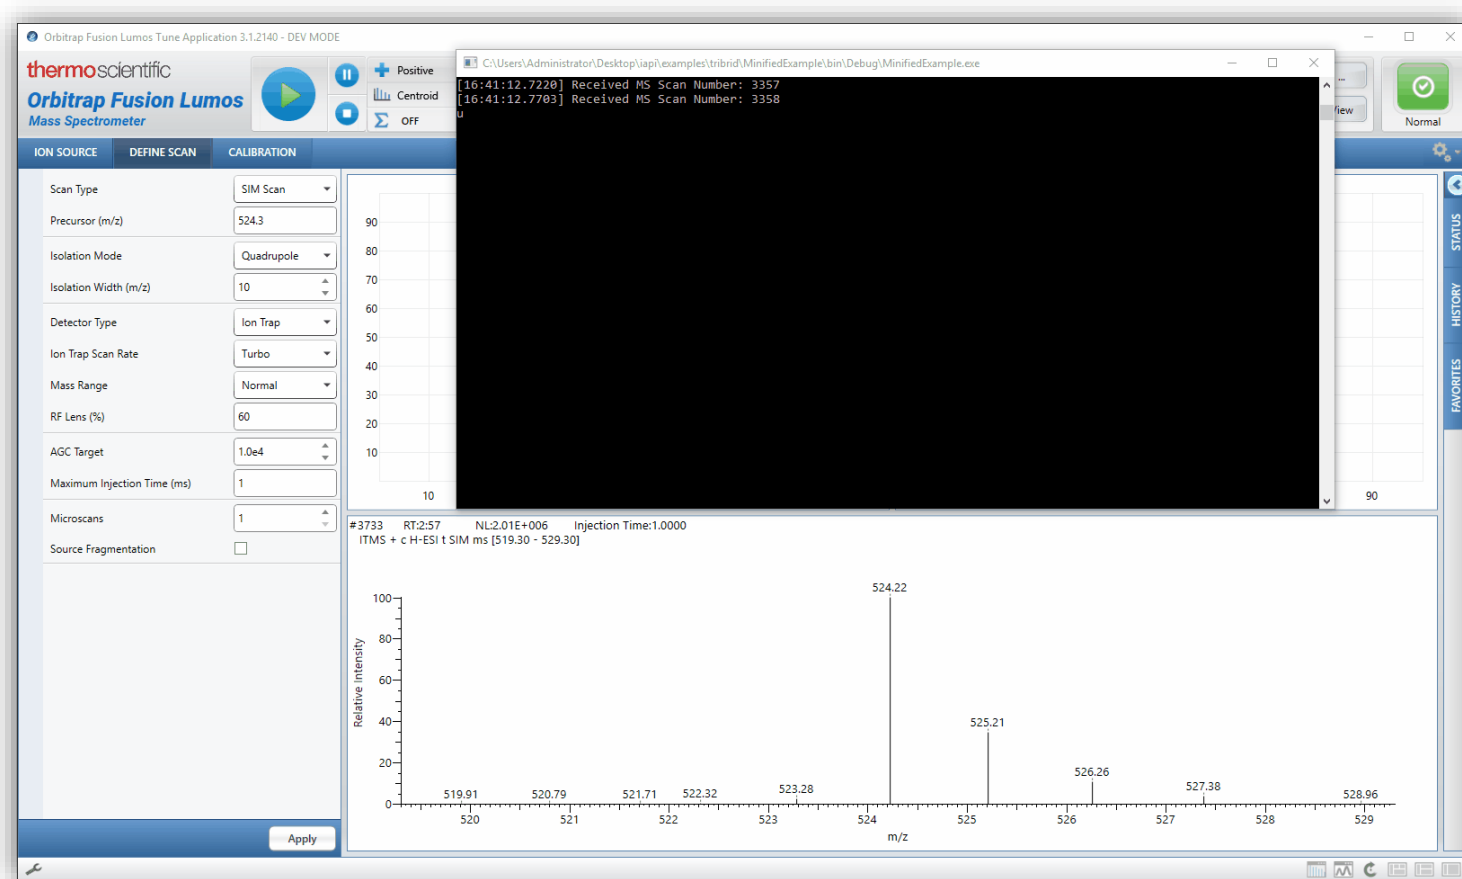 Orbitrap Fusion Lumos Tune Application 3.1.2140 - DEV MODE
thermoscientific
Orbitrap Fusion Lumos
Mass Spectrometer
Positive
Centroid
OFF
C:\Users\Administrator\Desktop\iapi\examples\tribrid\MinifiedExample\bin\Debug\MinifiedExample.exe
[16:41:12.7220] Received MS Scan Number: 3357
[16:41:12.7703] Received MS Scan Number: 3358
u
...
Normal
ION SOURCE
DEFINE SCAN
CALIBRATION
Scan Type
SIM Scan
Precursor (m/z)
524.3
Isolation Mode
Quadrupole
Isolation Width (m/z)
10
Detector Type
Ion Trap
Ion Trap Scan Rate
Turbo
Mass Range
Normal
RF Lens (%)
60
AGC Target
1.0e4
Maximum Injection Time (ms)
1
Microscans
1
Source Fragmentation
Apply
90
80
70
60
50
40
30
20
10
10
90
STATUS
HISTORY
FAVORITES
#3733 RT:2:57 NL:2.01E+006 Injection Time:1.0000
ITMS + c H-ESI t SIM ms [519.30 - 529.30]
Relative Intensity
100
80
60
40
20
0
519.91
520.79
521.71
522.32
523.28
524.22
525.21
526.26
527.38
528.96
520 521 522 523 524 525 526 527 528 529
m/z